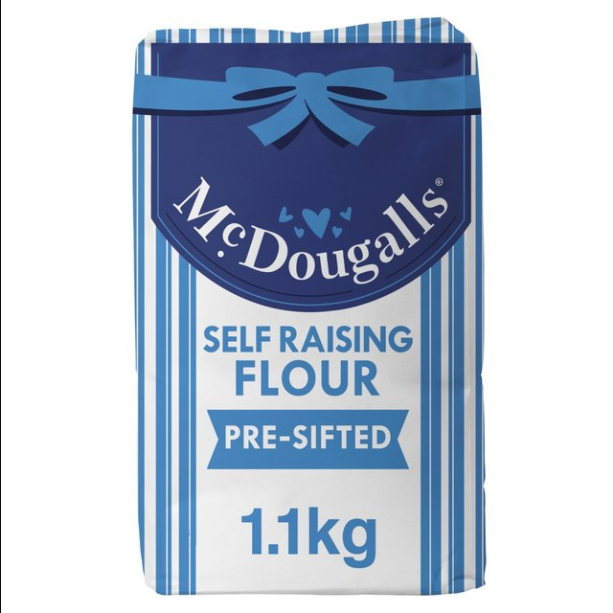 McDougalls®
SELF RAISING
FLOUR
PRE-SIFTED
1.1kg